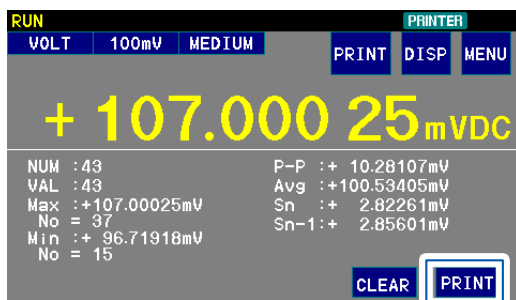 RUN PRINTER
VOLT 100mV MEDIUM PRINT DISP MENU
+ 107.000 25 mVDC
NUM :43 P-P :+ 10.28107mV
VAL :43 Avg :+100.53405mV
Max :+107.00025mV Sn :+ 2.82261mV
No = 37 Sn-1:+ 2.85601mV
Min :+ 96.71918mV
No = 15
CLEAR PRINT